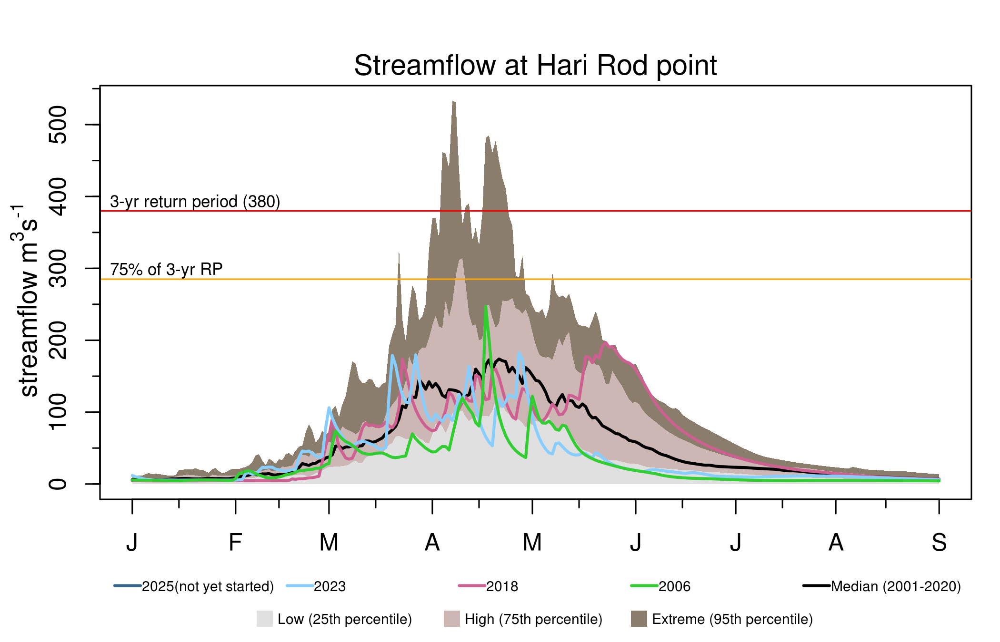 Streamflow at Hari Rod point
streamflow m³s⁻¹
500
400
300
200
100
0
3-yr return period (380)
75% of 3-yr RP
J F M A M J J A S
2025(not yet started) 2023 2018 2006 Median (2001-2020)
Low (25th percentile) High (75th percentile) Extreme (95th percentile)